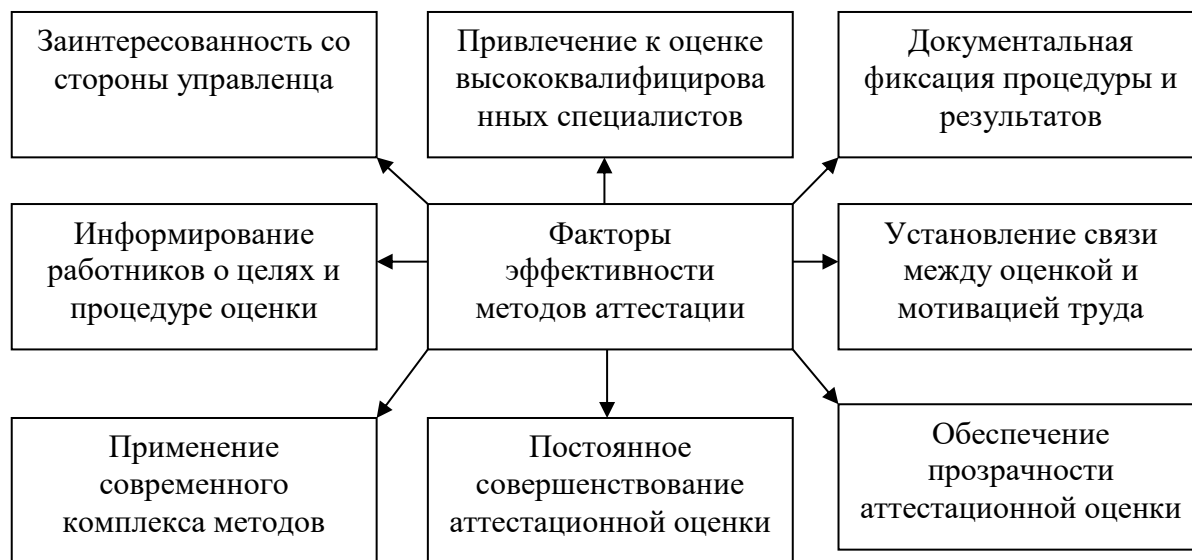 Заинтересованность со
стороны управленца
Привлечение к оценке
высококвалифицирова
нных специалистов
Документальная
фиксация процедуры и
результатов
Информирование
работников о целях и
процедуре оценки
Факторы
эффективности
методов аттестации
Установление связи
между оценкой и
мотивацией труда
Применение
современного
комплекса методов
Постоянное
совершенствование
аттестационной оценки
Обеспечение
прозрачности
аттестационной оценки